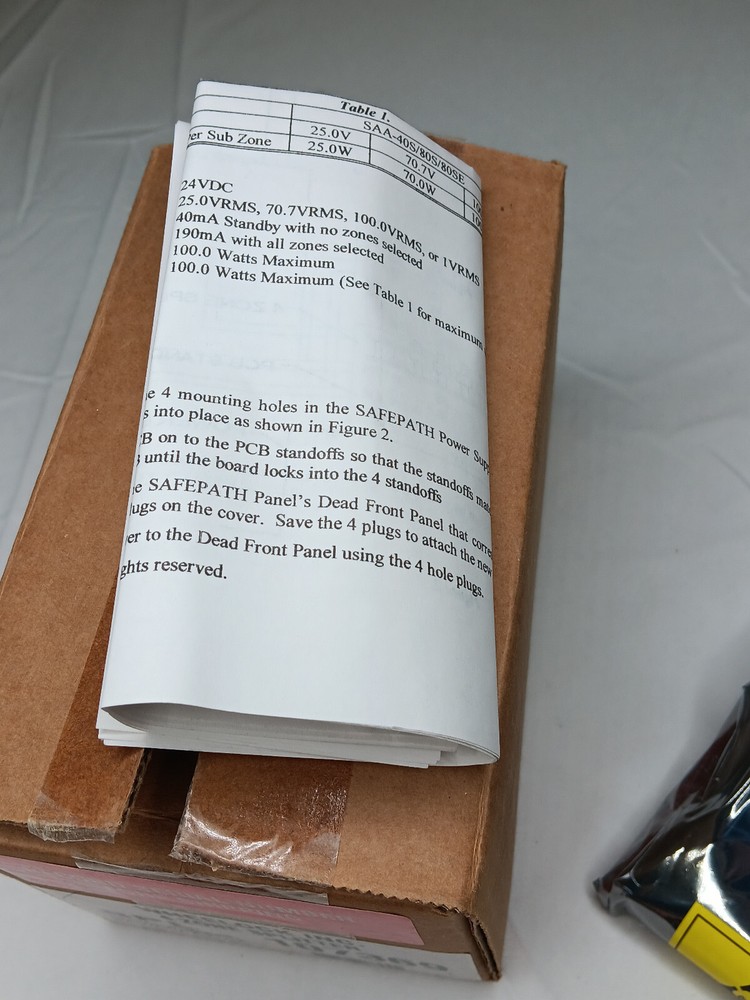 Table 1.
SAA-40S/80S/80SE
25.0V 70.7V 10
er Sub Zone 25.0W 70.0W 10
24VDC
25.0VRMS, 70.7VRMS, 100.0VRMS, or 1VRMS
40mA Standby with no zones selected
190mA with all zones selected
100.0 Watts Maximum
100.0 Watts Maximum (See Table 1 for maximum
e 4 mounting holes in the SAFEPATH Power Supp
s into place as shown in Figure 2.
B on to the PCB standoffs so that the standoffs mat
s until the board locks into the 4 standoffs
e SAFEPATH Panel's Dead Front Panel that corre
lugs on the cover. Save the 4 plugs to attach the new
er to the Dead Front Panel using the 4 hole plugs.
ghts reserved.